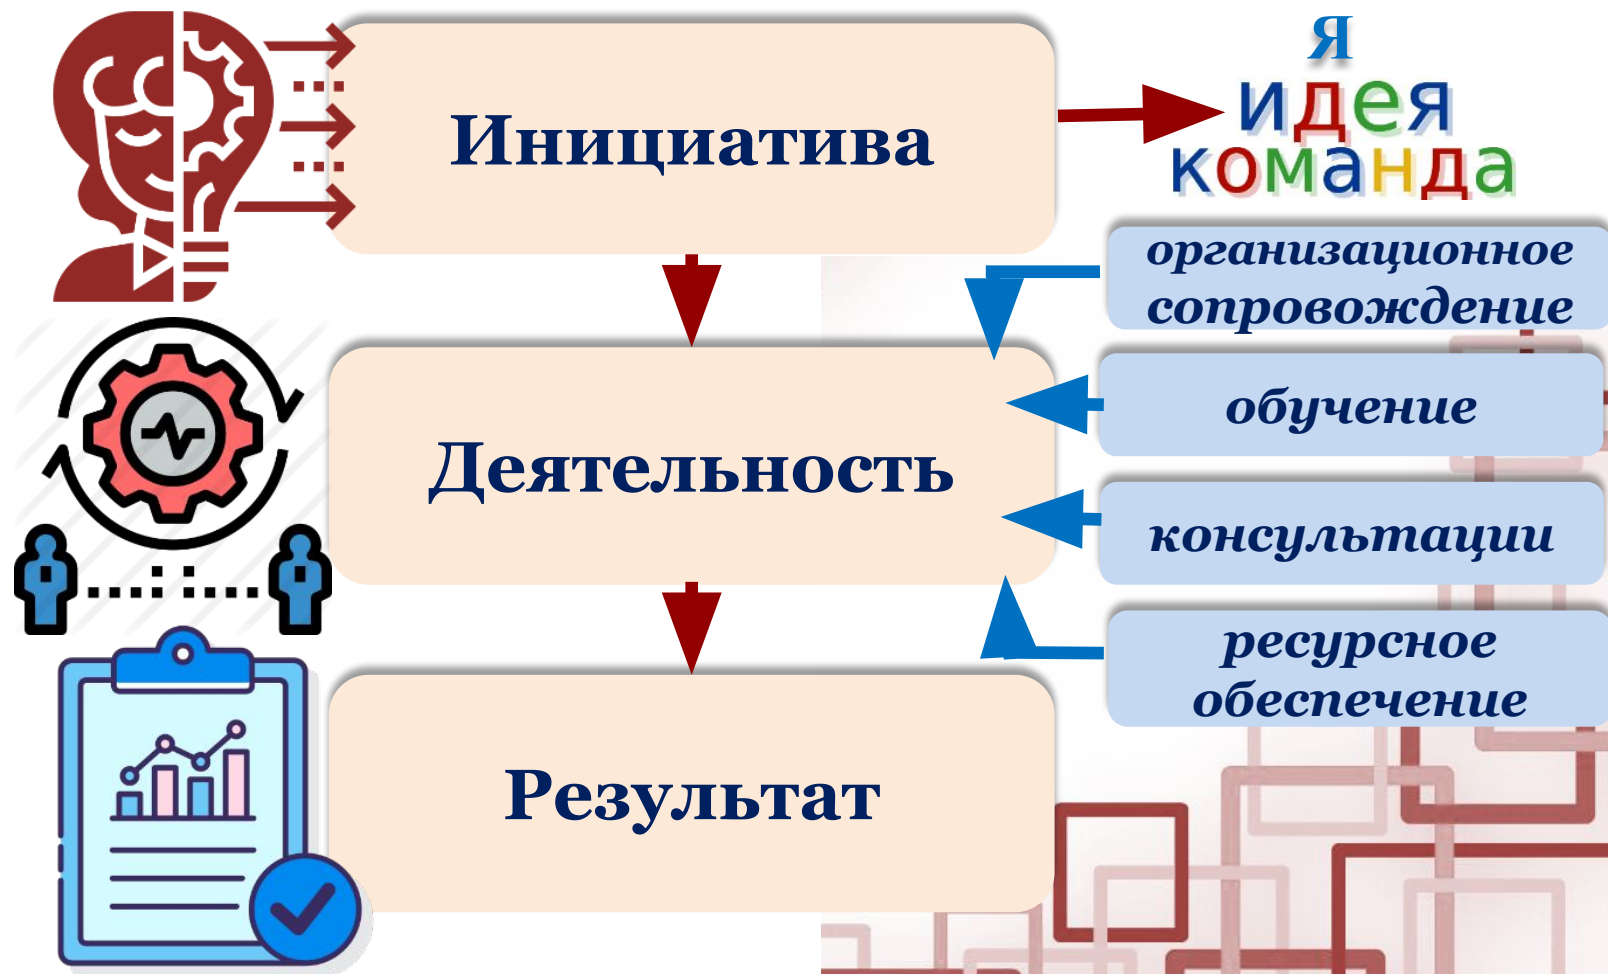 Инициатива
Я
идея
команда
организационное
сопровождение
Деятельность
обучение
консультации
ресурсное
обеспечение
Результат